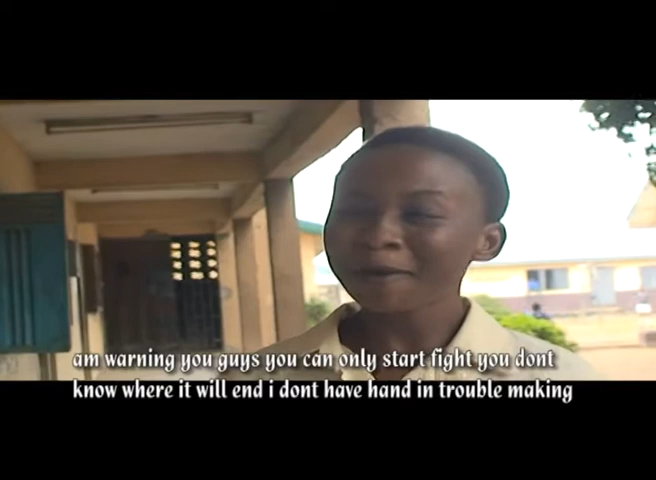 am warning you guys you can only start fight you dont
know where it will end i dont have hand in trouble making